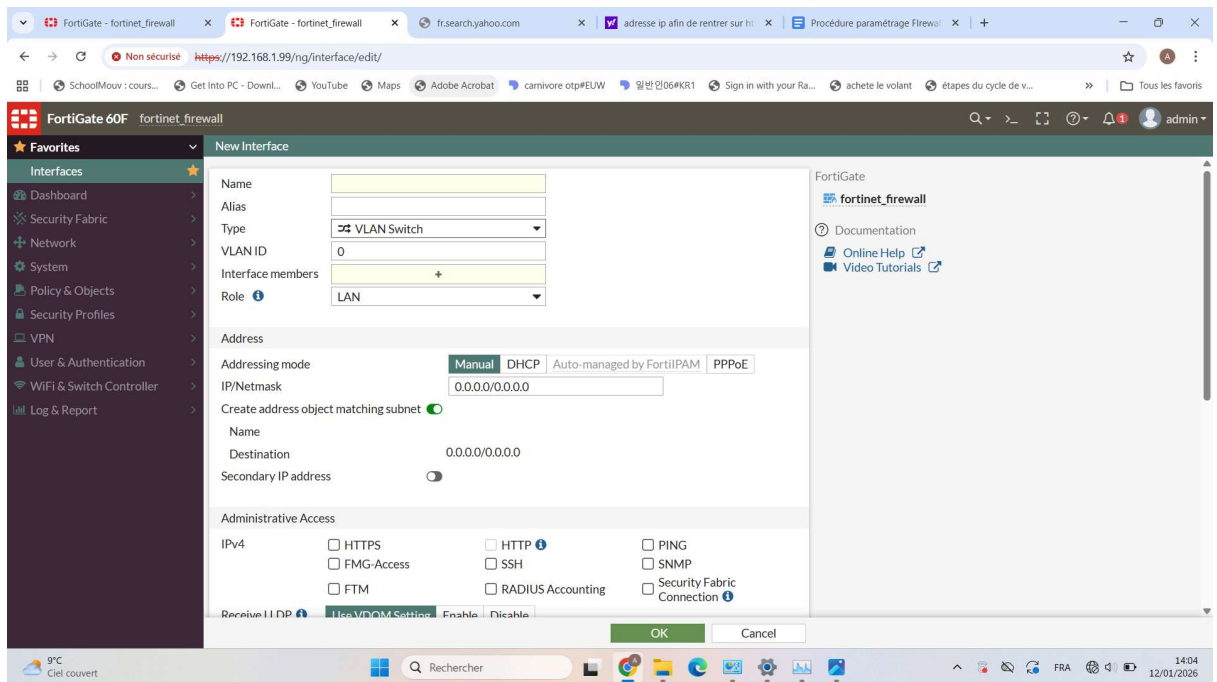 FortiGate - fortinet_firewall
FortiGate - fortinet_firewall
fr.search.yahoo.com
adresse ip afin de rentrer sur ht
Procédure paramétrage FIrewal
Non sécurisé https://192.168.1.99/ng/interface/edit/
A
SchoolMouv : cours... Get Into PC - Downl... YouTube Maps Adobe Acrobat carnivore otp#EUW 일반인06#KR1 Sign in with your Ra... achete le volant étapes du cycle de v... » Tous les favoris
FortiGate 60F fortinet_firewall >_ 1 admin
Favorites
Interfaces
Dashboard
Security Fabric
Network
System
Policy & Objects
Security Profiles
VPN
User & Authentication
WiFi & Switch Controller
Log & Report
New Interface
Name
Alias
Type VLAN Switch
VLAN ID 0
Interface members +
Role LAN
Address
Addressing mode Manual DHCP Auto-managed by FortiIPAM PPPoE
IP/Netmask 0.0.0.0/0.0.0.0
Create address object matching subnet
Name
Destination 0.0.0.0/0.0.0.0
Secondary IP address
Administrative Access
IPv4 HTTPS HTTP PING
FMG-Access SSH SNMP
FTM RADIUS Accounting Security Fabric
Connection
Receive LLDP Use VDOM Setting Enable Disable
OK Cancel
FortiGate
fortinet_firewall
Documentation
Online Help
Video Tutorials
9°C
Ciel couvert
Rechercher
FRA
14:04
12/01/2026